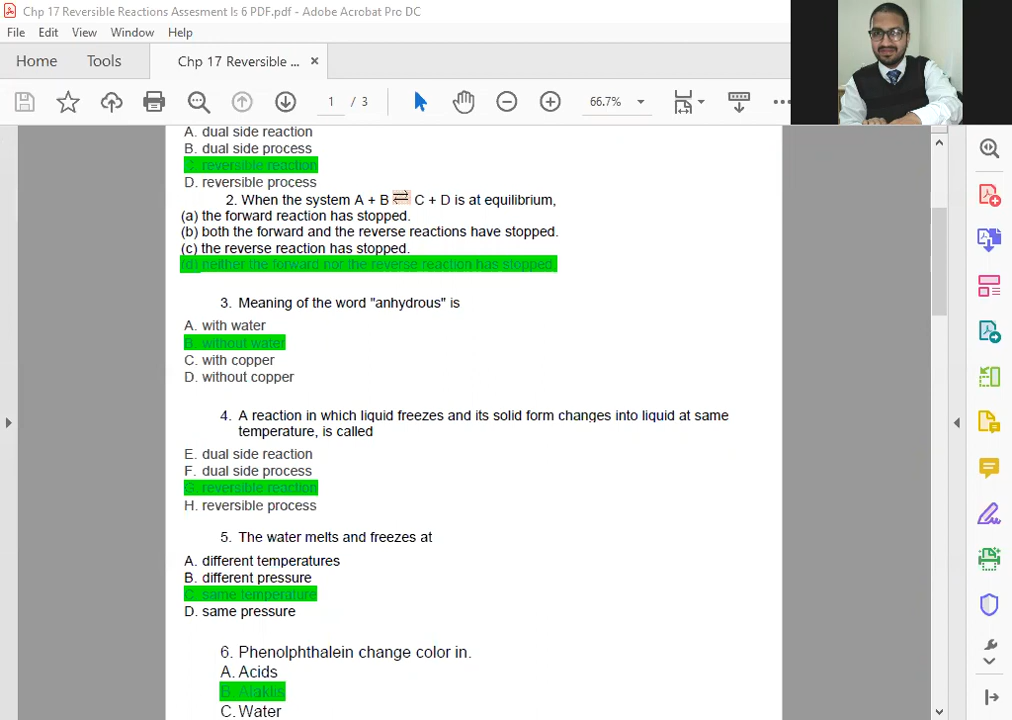 Chp 17 Reversible Reactions Assesment Is 6 PDF.pdf - Adobe Acrobat Pro DC
File Edit View Window Help
Home Tools Chp 17 Reversible ... ×
1 / 3 66.7%
A. dual side reaction
B. dual side process
C. reversible reaction
D. reversible process
2. When the system A + B ⇌ C + D is at equilibrium,
(a) the forward reaction has stopped.
(b) both the forward and the reverse reactions have stopped.
(c) the reverse reaction has stopped.
(d) neither the forward nor the reverse reaction has stopped.
3. Meaning of the word "anhydrous" is
A. with water
B. without water
C. with copper
D. without copper
4. A reaction in which liquid freezes and its solid form changes into liquid at same
temperature, is called
E. dual side reaction
F. dual side process
G. reversible reaction
H. reversible process
5. The water melts and freezes at
A. different temperatures
B. different pressure
C. same temperature
D. same pressure
6. Phenolphthalein change color in.
A. Acids
B. Alaklis
C. Water